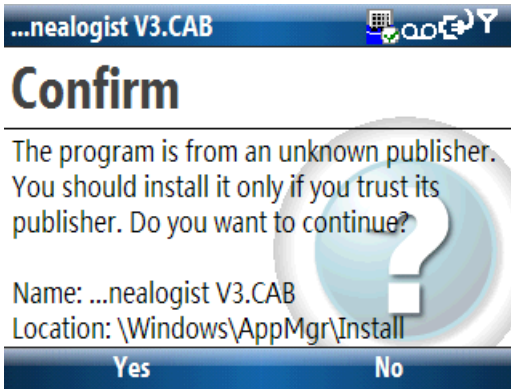 ...nealogist V3.CAB
Confirm
The program is from an unknown publisher.
You should install it only if you trust its
publisher. Do you want to continue?
Name: ...nealogist V3.CAB
Location: \Windows\AppMgr\Install
Yes No